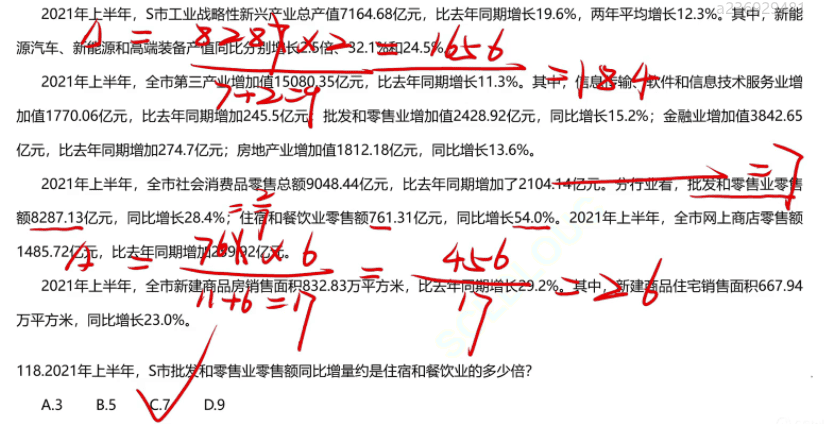 a236029481
2021年上半年，S市工业战略性新兴产业总产值7164.68亿元，比去年同期增长19.6%，两年平均增长12.3%。其中，新能
A = 8287×2 = 1656
源汽车、新能源和高端装备产值同比分别增长2.5倍、32.1%和24.5%。
2021年上半年，全市第三产业增加值15080.35亿元，比去年同期增长11.3%。其中，信息传输、软件和信息技术服务业增
7+2=9 = 184
加值1770.06亿元，比去年同期增加245.5亿元；批发和零售业增加值2428.92亿元，同比增长15.2%；金融业增加值3842.65
亿元，比去年同期增加274.7亿元；房地产业增加值1812.18亿元，同比增长13.6%。
2021年上半年，全市社会消费品零售总额9048.44亿元，比去年同期增加了2104.14亿元。分行业看，批发和零售业零售
= 7
额8287.13亿元，同比增长28.4%；住宿和餐饮业零售额761.31亿元，同比增长54.0%。2021年上半年，全市网上商店零售额
= 2/7
1485.72亿元，比去年同期增加289.92亿元。
A = 761×6 = 456 = 26
2021年上半年，全市新建商品房销售面积832.83万平方米，比去年同期增长29.2%。其中，新建商品住宅销售面积667.94
11+6=17 17
万平方米，同比增长23.0%。
118.2021年上半年，S市批发和零售业零售额同比增量约是住宿和餐饮业的多少倍？
A.3 B.5 C.7 D.9